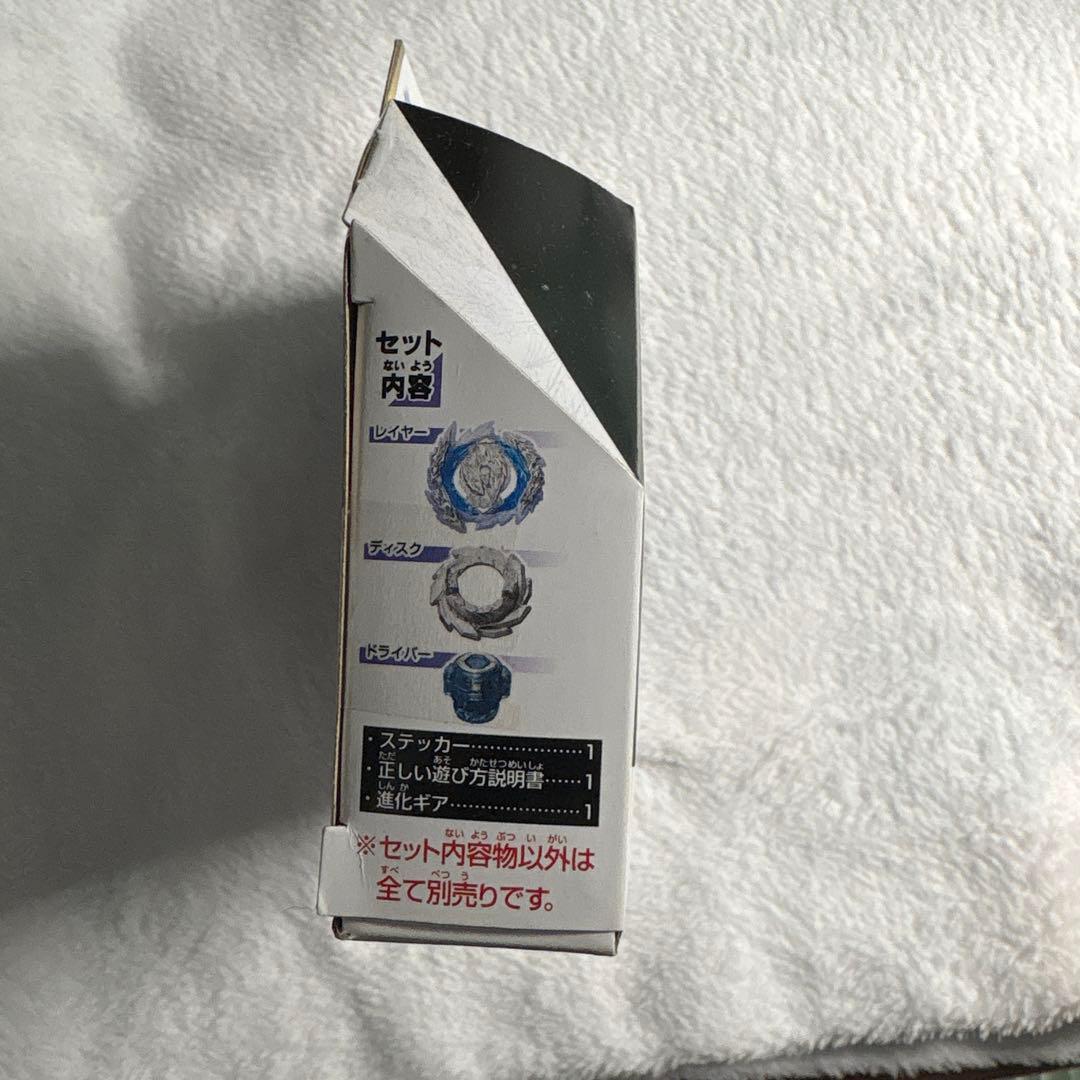 セット
ない よう
内容
レイヤー
ディスク
ドライバー
・ステッカー………………1
ただ あそ かたせつめいしょ
・正しい遊び方説明書……1
しんか
・進化ギア…………………1
ない よう ぶつ い がい
※セット内容物以外は
すべ べつ う
全て別売りです。